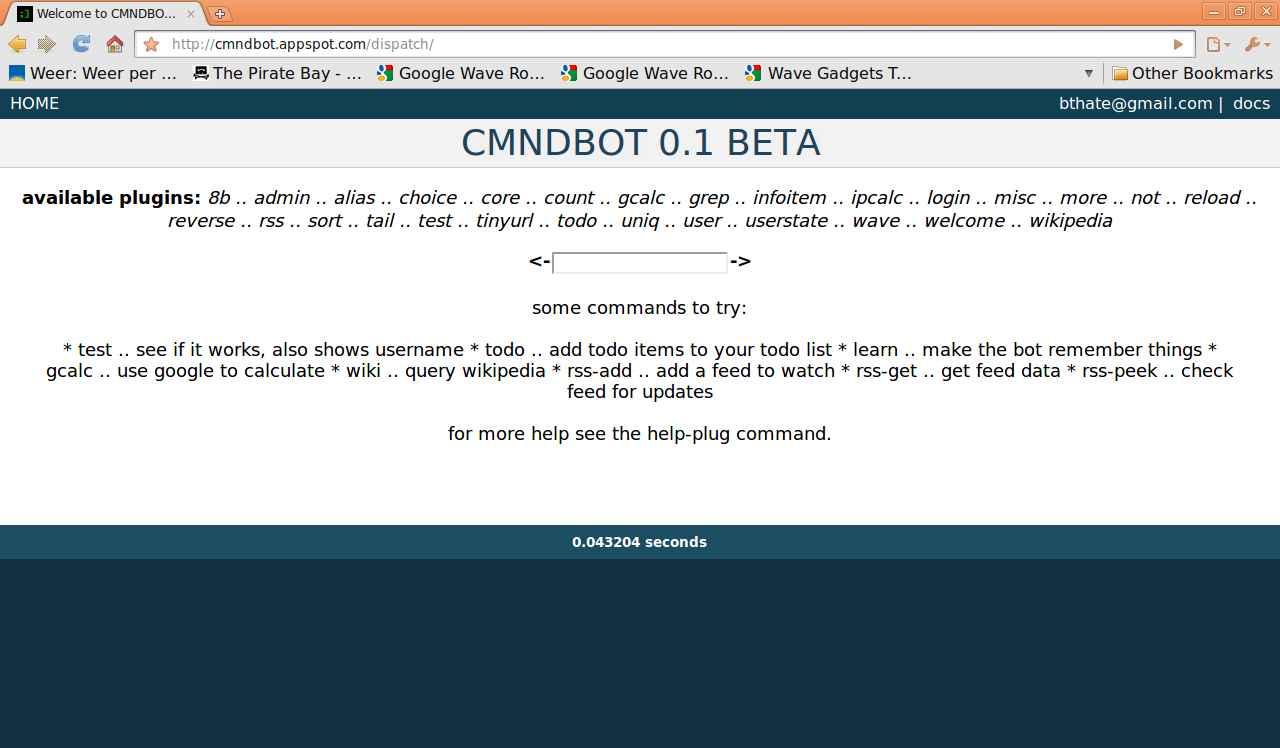 Welcome to CMNDBO...
http://cmndbot.appspot.com/dispatch/
Weer: Weer per ... The Pirate Bay - ... Google Wave Ro... Google Wave Ro... Wave Gadgets T... Other Bookmarks
HOME bthate@gmail.com | docs
CMNDBOT 0.1 BETA
available plugins: 8b .. admin .. alias .. choice .. core .. count .. gcalc .. grep .. infoitem .. ipcalc .. login .. misc .. more .. not .. reload ..
reverse .. rss .. sort .. tail .. test .. tinyurl .. todo .. uniq .. user .. userstate .. wave .. welcome .. wikipedia
<- ->
some commands to try:
* test .. see if it works, also shows username * todo .. add todo items to your todo list * learn .. make the bot remember things *
gcalc .. use google to calculate * wiki .. query wikipedia * rss-add .. add a feed to watch * rss-get .. get feed data * rss-peek .. check
feed for updates
for more help see the help-plug command.
0.043204 seconds